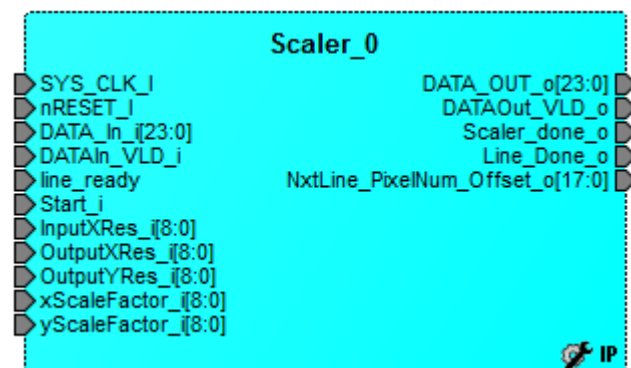 Scaler_0
SYS_CLK_I
nRESET_I
DATA_In_i[23:0]
DATAIn_VLD_i
line_ready
Start_i
InputXRes_i[8:0]
OutputXRes_i[8:0]
OutputYRes_i[8:0]
xScaleFactor_i[8:0]
yScaleFactor_i[8:0]
DATA_OUT_o[23:0]
DATAOut_VLD_o
Scaler_done_o
Line_Done_o
NxtLine_PixelNum_Offset_o[17:0]
IP